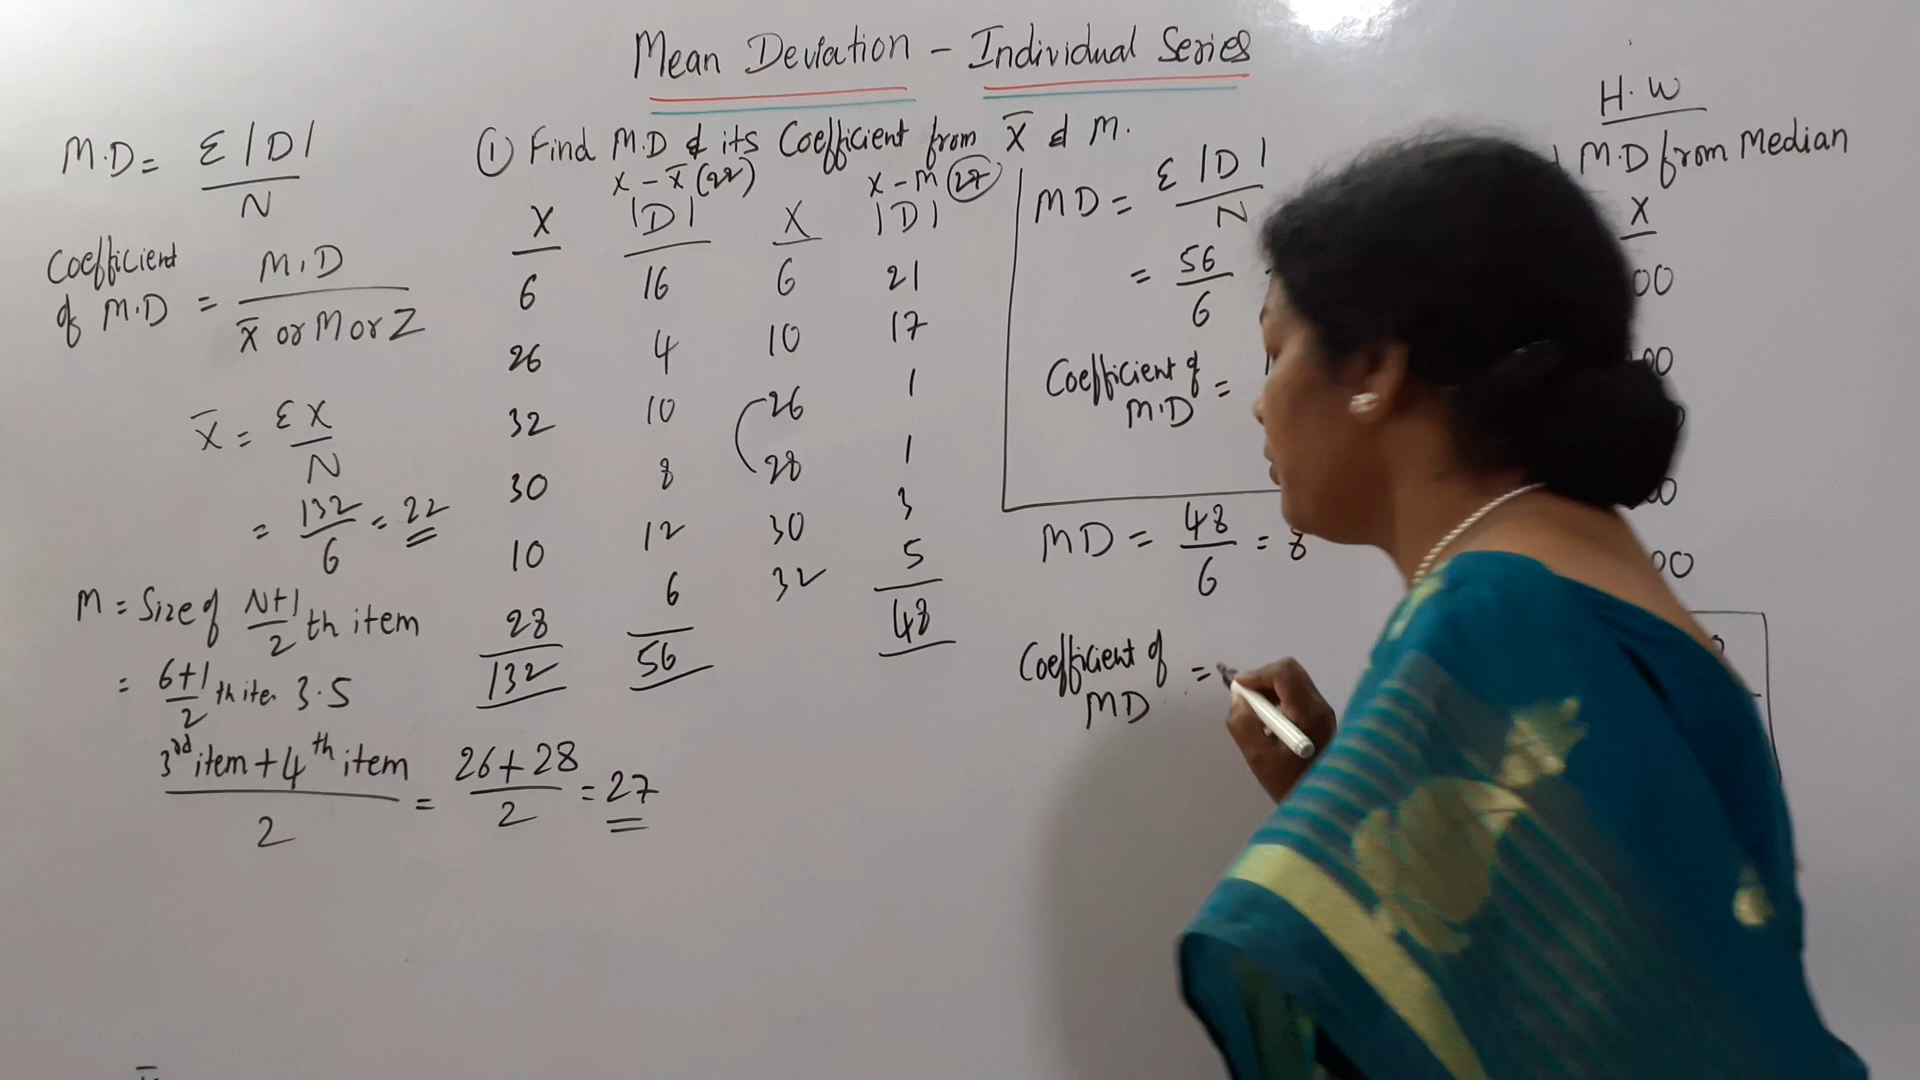 Mean Deviation - Individual Series
M.D = Σ|D| / N
Coefficient of M.D = M.D / X̄ or M or Z
X̄ = ΣX / N
= 132 / 6 = 22
M = Size of N+1 / 2 th item
= 6+1 / 2 th ite. 3.5
3rd item + 4th item / 2 = 26 + 28 / 2 = 27
① Find M.D & its Coefficient from X̄ & M.
X - X̄ (22) X - M (27)
X |D| X |D|
6 16 6 21
26 4 10 17
32 10 26 1
30 8 28 1
10 12 30 3
28 6 32 5
132 56 48
MD = Σ|D| / N
= 56 / 6
Coefficient of M.D =
MD = 48 / 6 = 8
Coefficient of MD =
H.W
M.D from Median
X
00
00
0
00